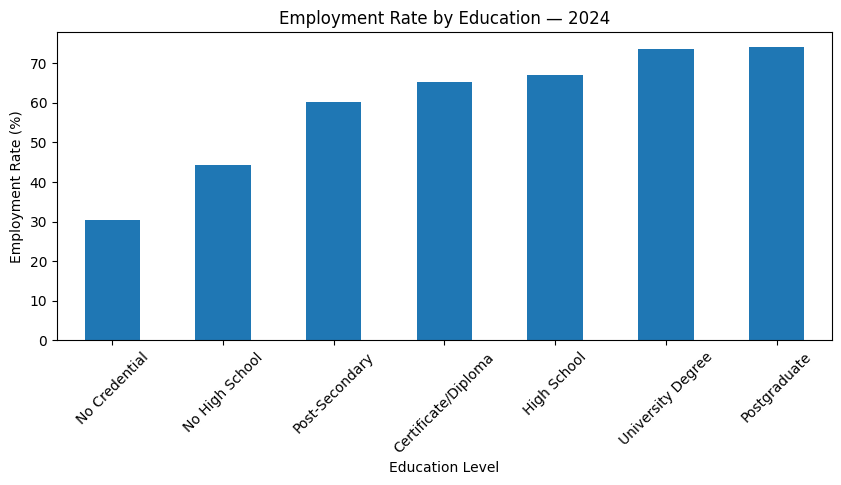 Employment Rate by Education — 2024
Employment Rate (%)
70
60
50
40
30
20
10
0
No Credential
No High School
Post-Secondary
Certificate/Diploma
High School
University Degree
Postgraduate
Education Level